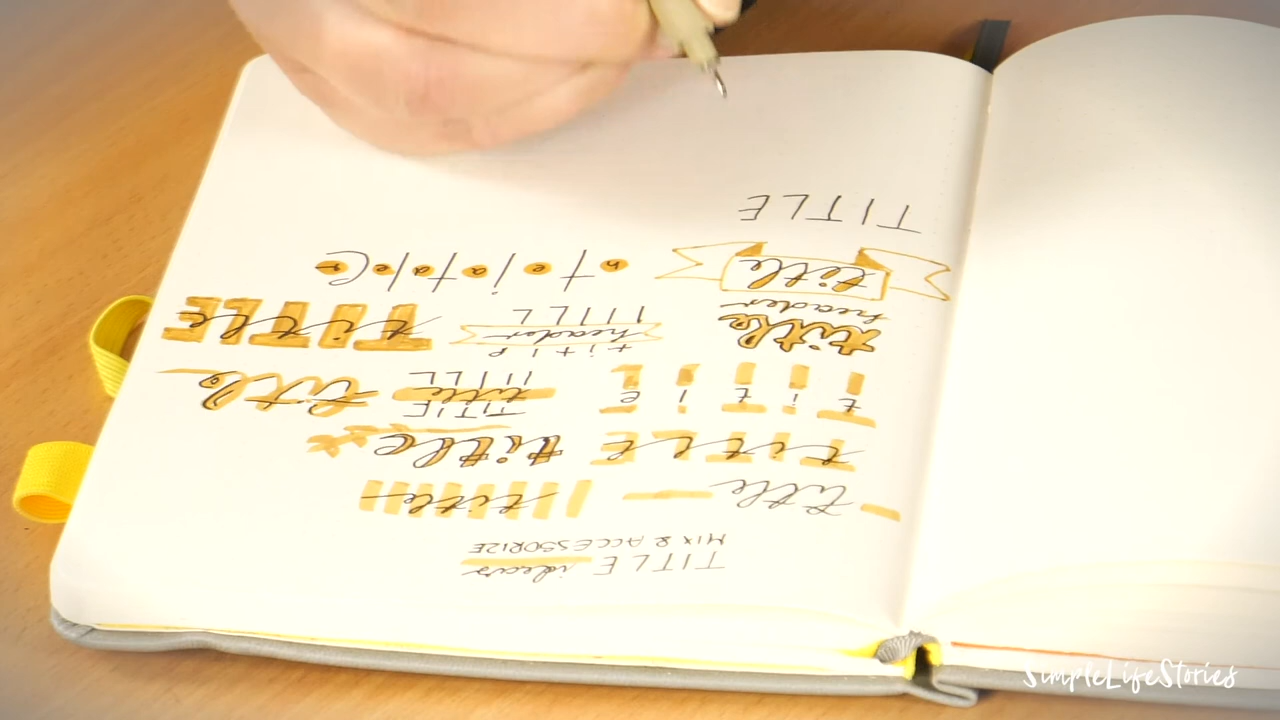 TITLE ideas
MIX & ACCESSORIZE
title title
title title
title TITLE title TITLE title
title header title header TITLE title
title
TITLE
SimpleLifeStories